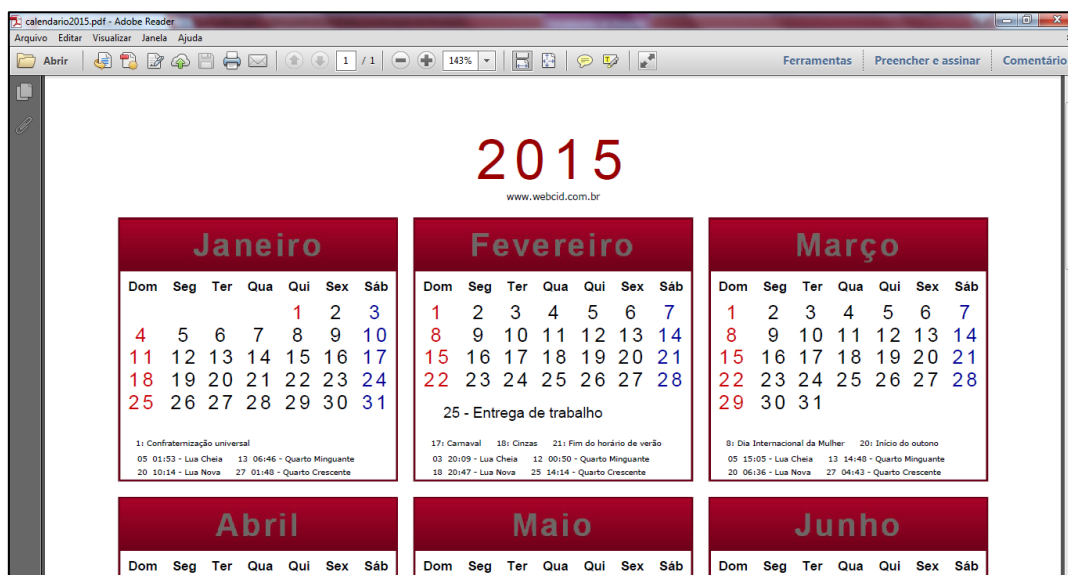 calendario2015.pdf - Adobe Reader
Arquivo Editar Visualizar Janela Ajuda
Abrir 1 / 1 143% Ferramentas Preencher e assinar Comentário
2015
www.webcid.com.br
Janeiro
Dom Seg Ter Qua Qui Sex Sáb
1 2 3
4 5 6 7 8 9 10
11 12 13 14 15 16 17
18 19 20 21 22 23 24
25 26 27 28 29 30 31
1: Confraternização universal
05 01:53 - Lua Cheia 13 06:46 - Quarto Minguante
20 10:14 - Lua Nova 27 01:48 - Quarto Crescente
Fevereiro
Dom Seg Ter Qua Qui Sex Sáb
1 2 3 4 5 6 7
8 9 10 11 12 13 14
15 16 17 18 19 20 21
22 23 24 25 26 27 28
25 - Entrega de trabalho
17: Carnaval 18: Cinzas 21: Fim do horário de verão
03 20:09 - Lua Cheia 12 00:50 - Quarto Minguante
18 20:47 - Lua Nova 25 14:14 - Quarto Crescente
Março
Dom Seg Ter Qua Qui Sex Sáb
1 2 3 4 5 6 7
8 9 10 11 12 13 14
15 16 17 18 19 20 21
22 23 24 25 26 27 28
29 30 31
8: Dia Internacional da Mulher 20: Início do outono
05 15:05 - Lua Cheia 13 14:48 - Quarto Minguante
20 06:36 - Lua Nova 27 04:43 - Quarto Crescente
Abril
Dom Seg Ter Qua Qui Sex Sáb
Maio
Dom Seg Ter Qua Qui Sex Sáb
Junho
Dom Seg Ter Qua Qui Sex Sáb